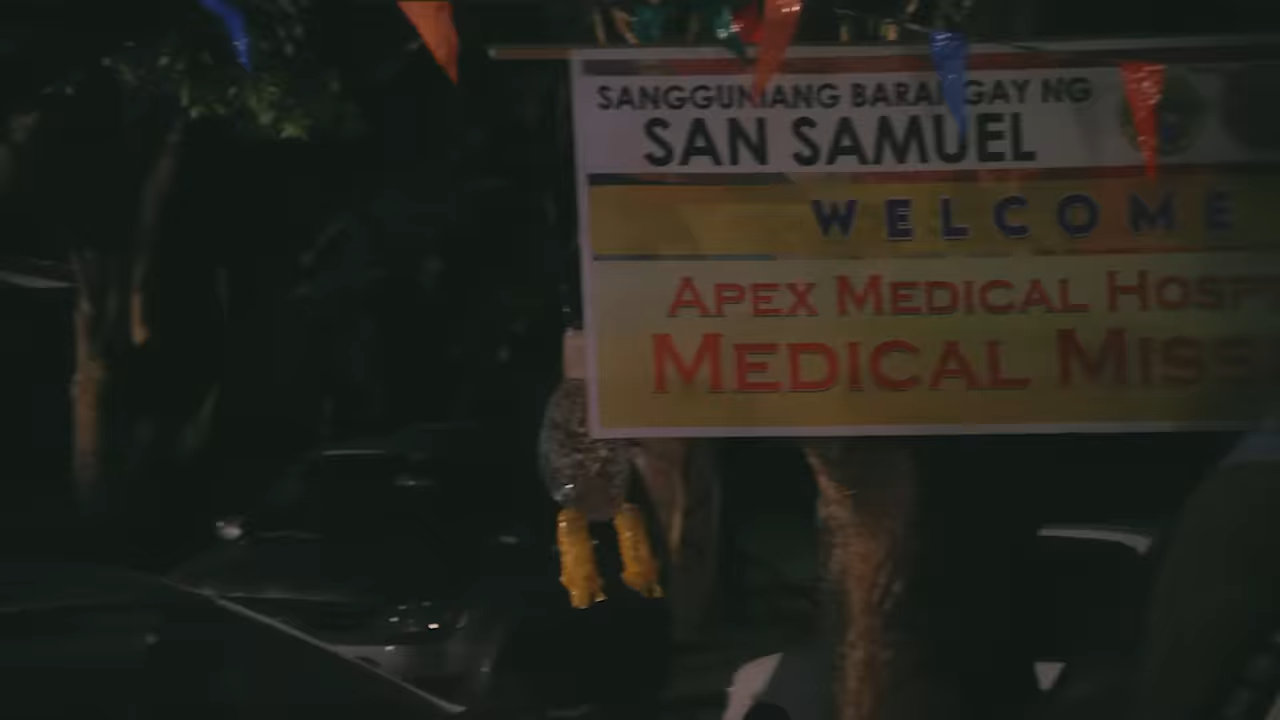 SANGGUNIANG BARANGAY NG
SAN SAMUEL
WELCOME
APEX MEDICAL
MEDICAL